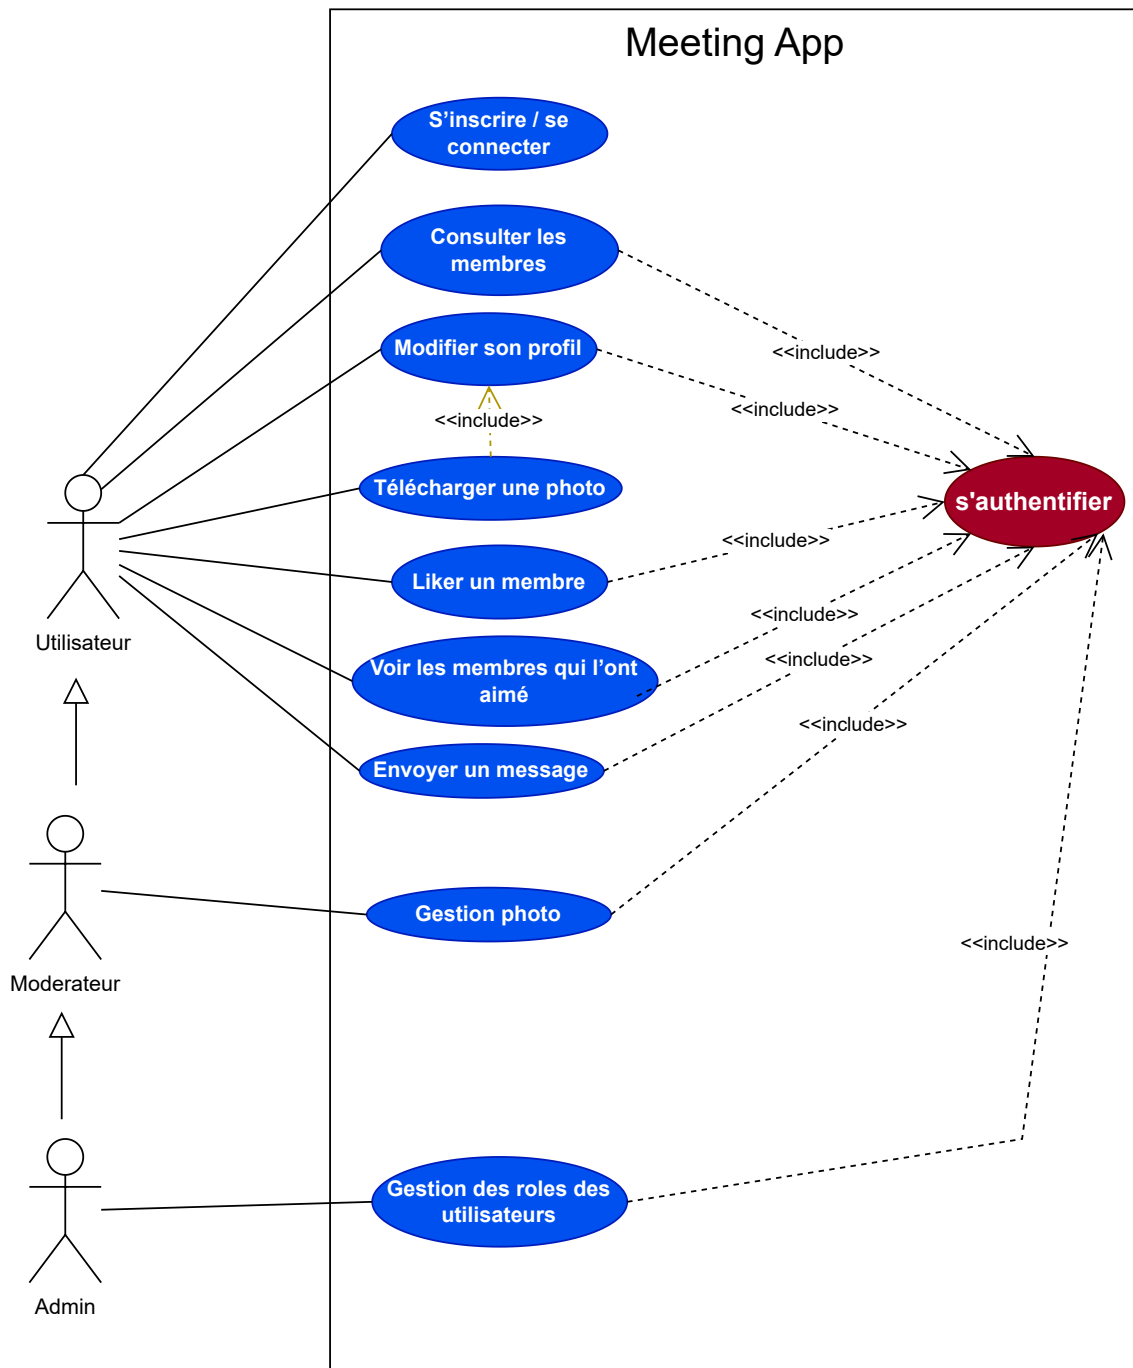 Meeting App
S'inscrire / se
connecter
Consulter les
membres
<<include>>
Modifier son profil
<<include>>
<<include>>
Télécharger une photo
s'authentifier
<<include>>
Liker un membre
<<include>>
Utilisateur
Voir les membres qui l'ont
aimé
<<include>>
Envoyer un message
<<include>>
Gestion photo
<<include>>
Moderateur
Gestion des roles des
utilisateurs
Admin